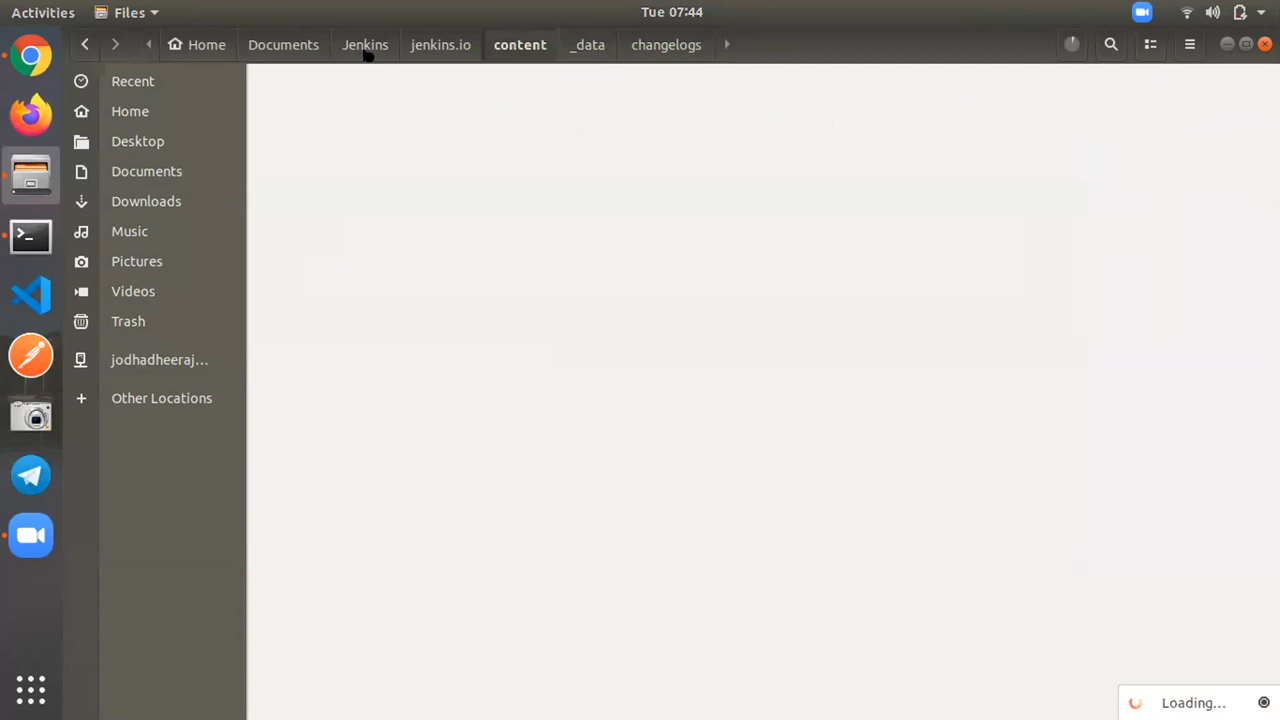 Activities Files Tue 07:44
Home Documents Jenkins jenkins.io content _data changelogs
Recent
Home
Desktop
Documents
Downloads
Music
Pictures
Videos
Trash
jodhadheeraj...
Other Locations
Loading...